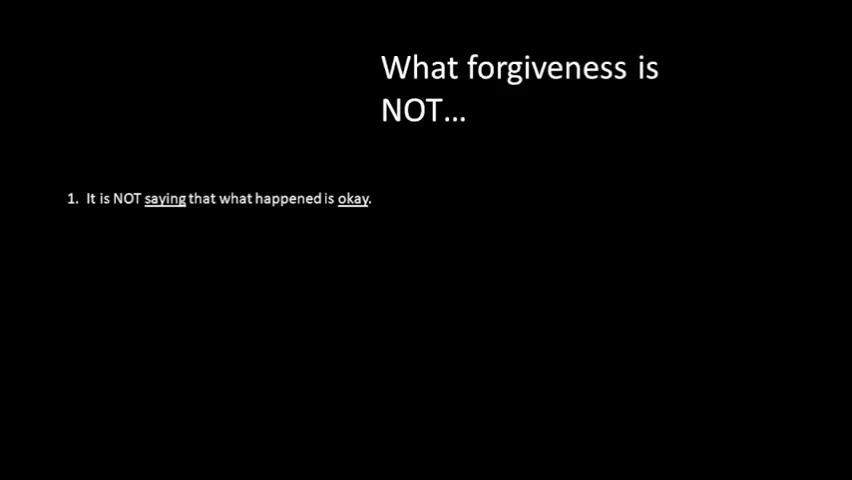 What forgiveness is
NOT...
1. It is NOT saying that what happened is okay.